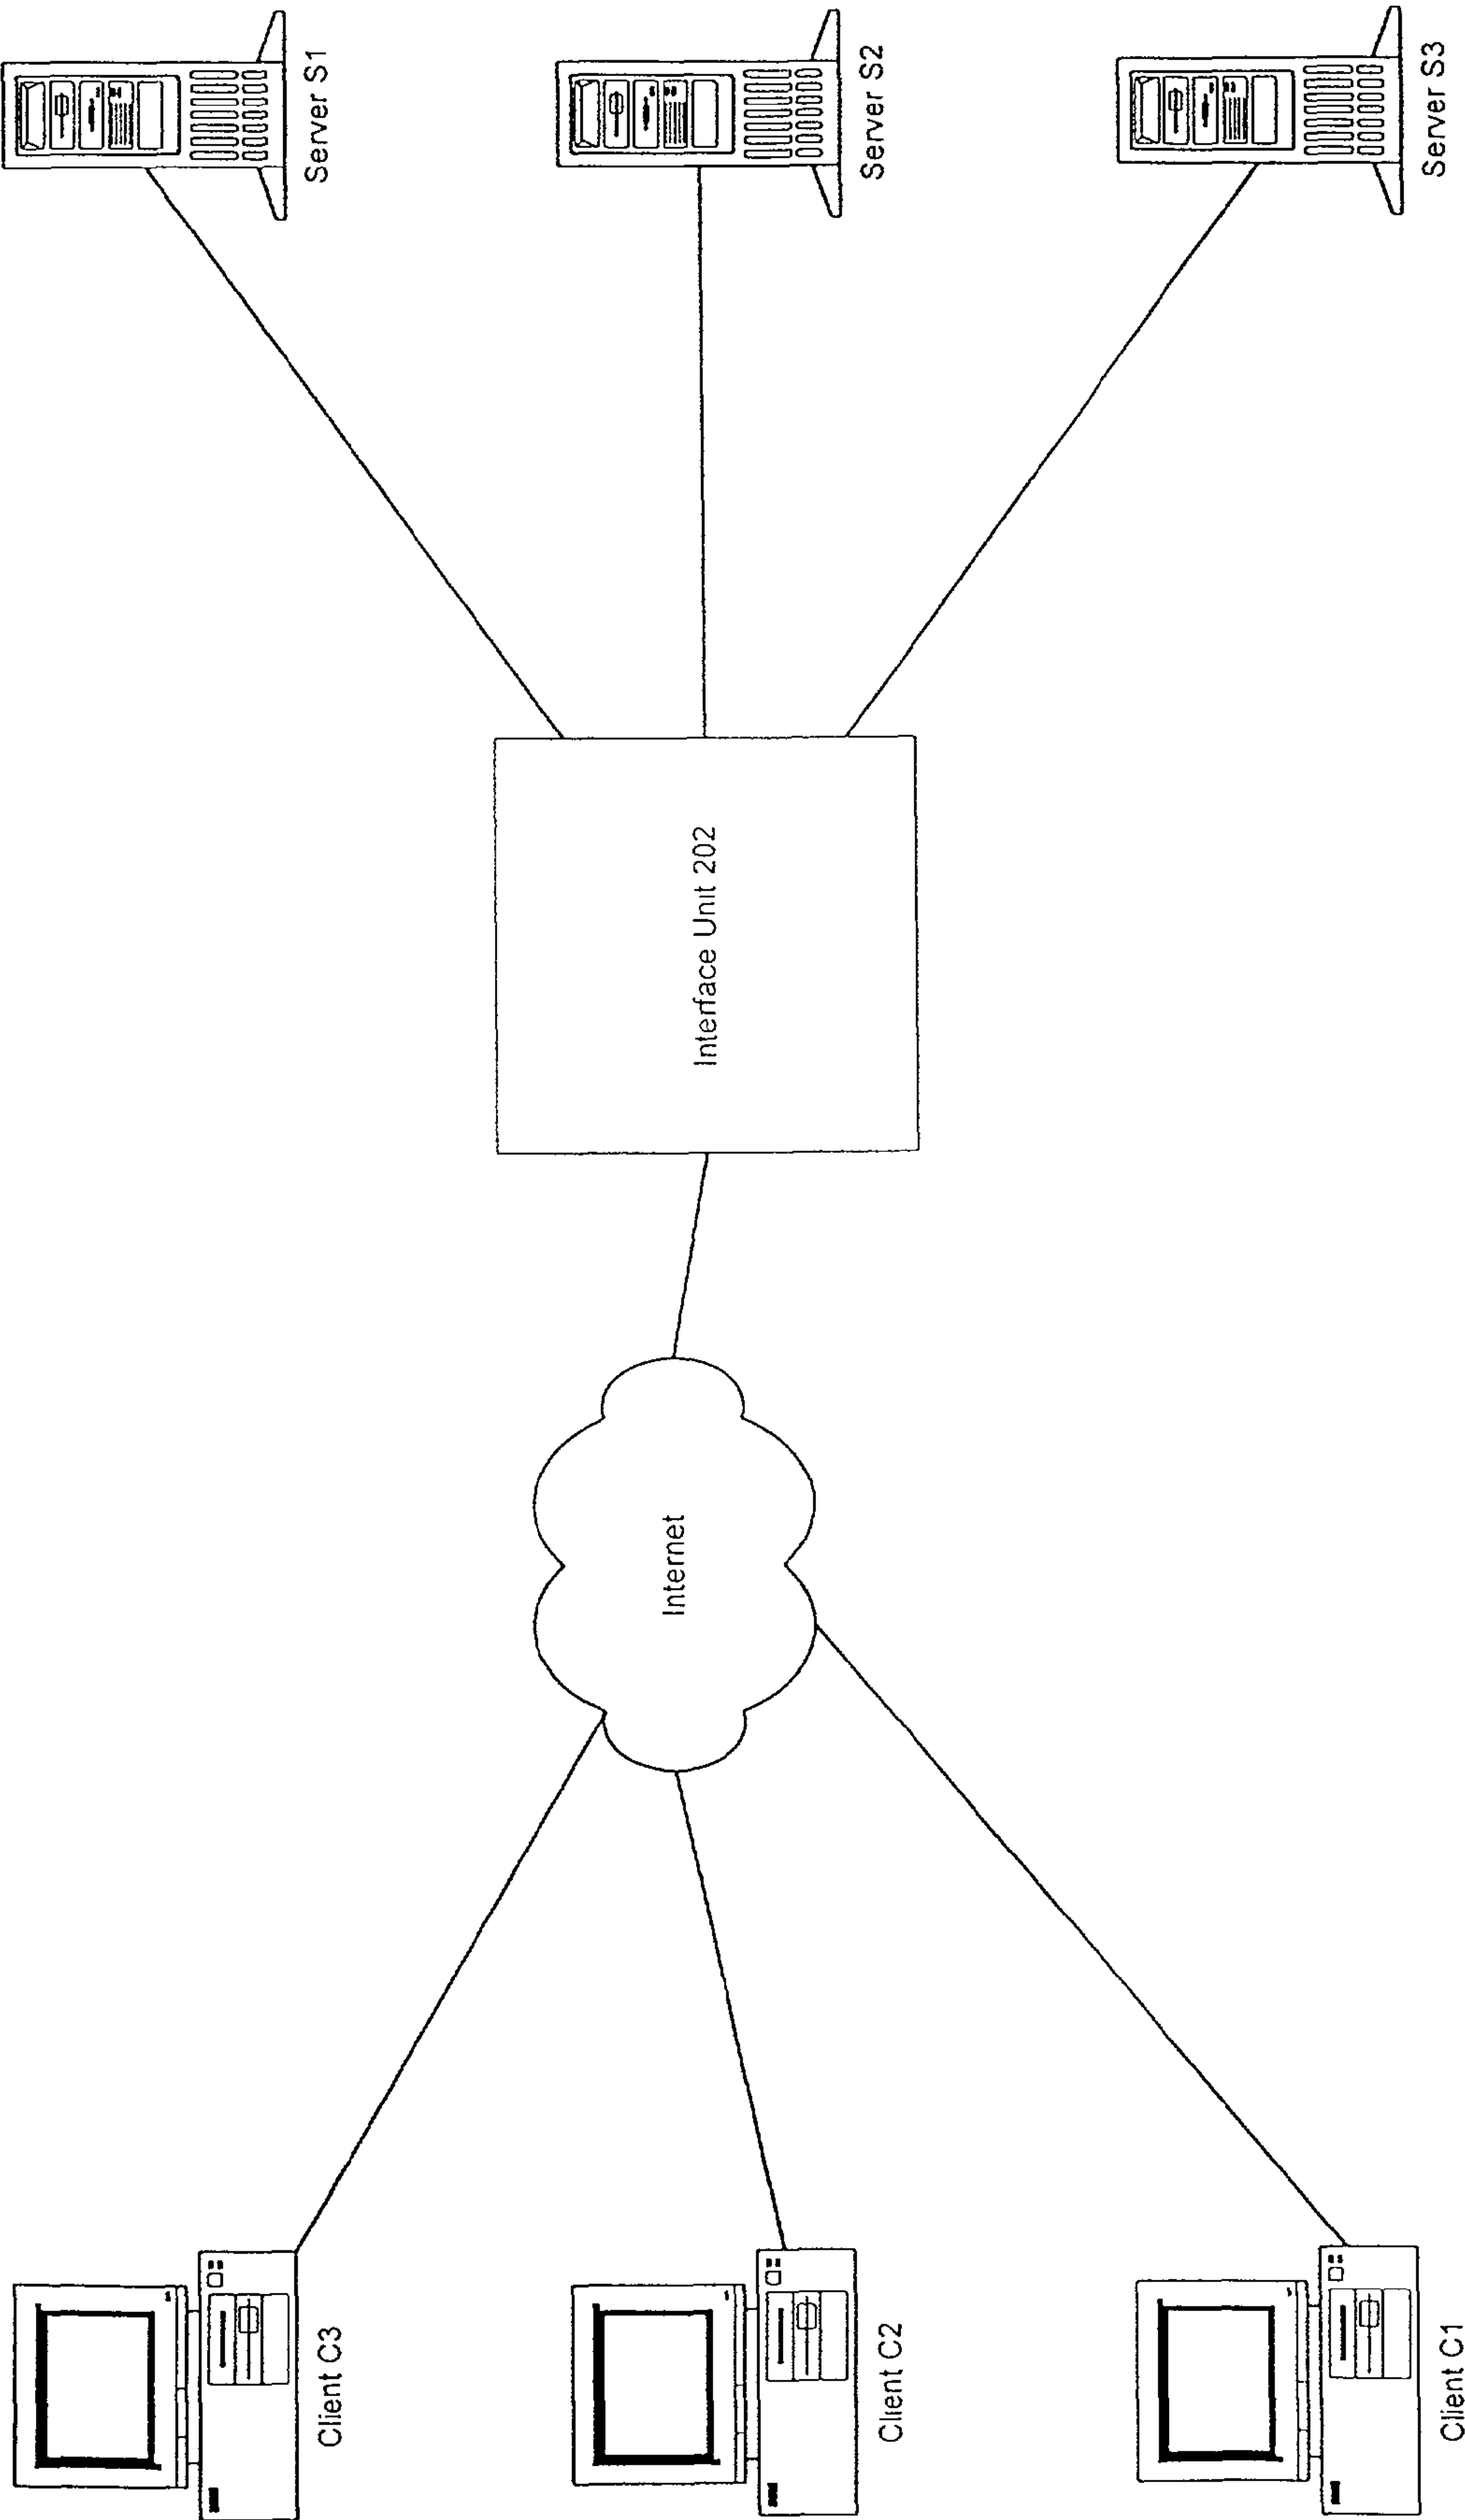 Client C3
Client C2
Client C1
Internet
Interface Unit 202
Server S1
Server S2
Server S3